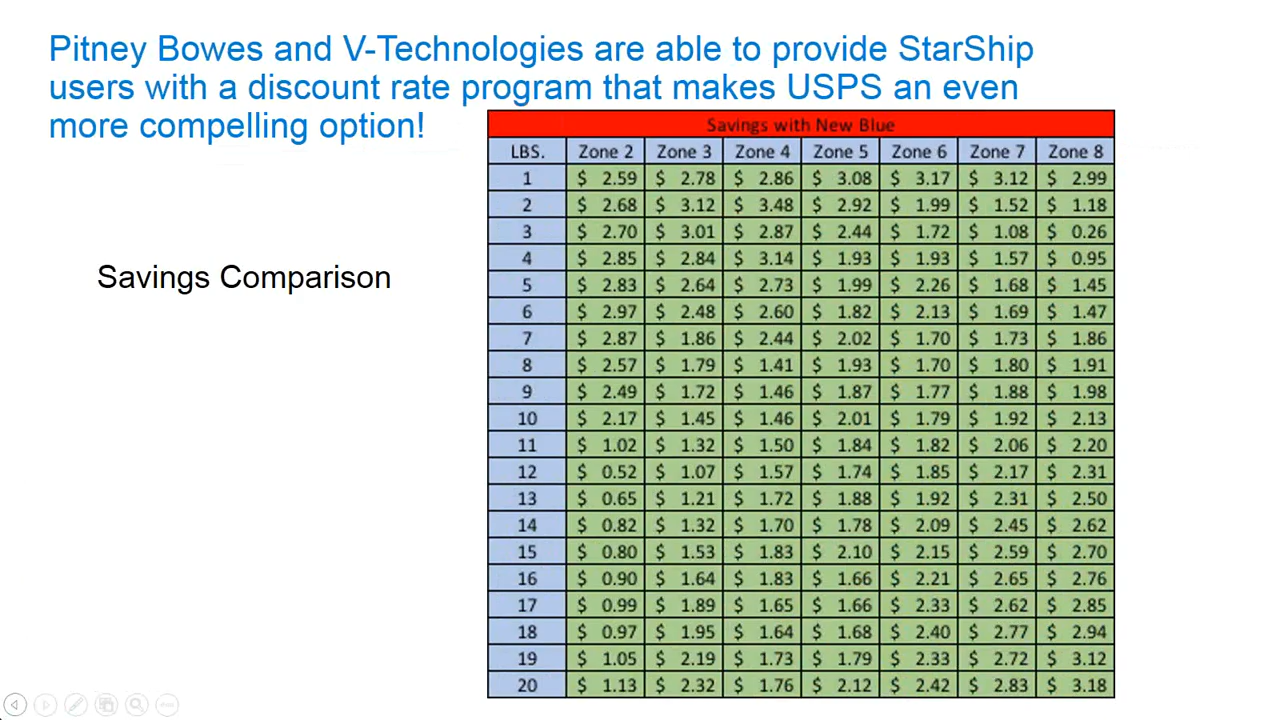 Pitney Bowes and V-Technologies are able to provide StarShip
users with a discount rate program that makes USPS an even
more compelling option!
Savings Comparison
Savings with New Blue
LBS. Zone 2 Zone 3 Zone 4 Zone 5 Zone 6 Zone 7 Zone 8
1 $ 2.59 $ 2.78 $ 2.86 $ 3.08 $ 3.17 $ 3.12 $ 2.99
2 $ 2.68 $ 3.12 $ 3.48 $ 2.92 $ 1.99 $ 1.52 $ 1.18
3 $ 2.70 $ 3.01 $ 2.87 $ 2.44 $ 1.72 $ 1.08 $ 0.26
4 $ 2.85 $ 2.84 $ 3.14 $ 1.93 $ 1.93 $ 1.57 $ 0.95
5 $ 2.83 $ 2.64 $ 2.73 $ 1.99 $ 2.26 $ 1.68 $ 1.45
6 $ 2.97 $ 2.48 $ 2.60 $ 1.82 $ 2.13 $ 1.69 $ 1.47
7 $ 2.87 $ 1.86 $ 2.44 $ 2.02 $ 1.70 $ 1.73 $ 1.86
8 $ 2.57 $ 1.79 $ 1.41 $ 1.93 $ 1.70 $ 1.80 $ 1.91
9 $ 2.49 $ 1.72 $ 1.46 $ 1.87 $ 1.77 $ 1.88 $ 1.98
10 $ 2.17 $ 1.45 $ 1.46 $ 2.01 $ 1.79 $ 1.92 $ 2.13
11 $ 1.02 $ 1.32 $ 1.50 $ 1.84 $ 1.82 $ 2.06 $ 2.20
12 $ 0.52 $ 1.07 $ 1.57 $ 1.74 $ 1.85 $ 2.17 $ 2.31
13 $ 0.65 $ 1.21 $ 1.72 $ 1.88 $ 1.92 $ 2.31 $ 2.50
14 $ 0.82 $ 1.32 $ 1.70 $ 1.78 $ 2.09 $ 2.45 $ 2.62
15 $ 0.80 $ 1.53 $ 1.83 $ 2.10 $ 2.15 $ 2.59 $ 2.70
16 $ 0.90 $ 1.64 $ 1.83 $ 1.66 $ 2.21 $ 2.65 $ 2.76
17 $ 0.99 $ 1.89 $ 1.65 $ 1.66 $ 2.33 $ 2.62 $ 2.85
18 $ 0.97 $ 1.95 $ 1.64 $ 1.68 $ 2.40 $ 2.77 $ 2.94
19 $ 1.05 $ 2.19 $ 1.73 $ 1.79 $ 2.33 $ 2.72 $ 3.12
20 $ 1.13 $ 2.32 $ 1.76 $ 2.12 $ 2.42 $ 2.83 $ 3.18